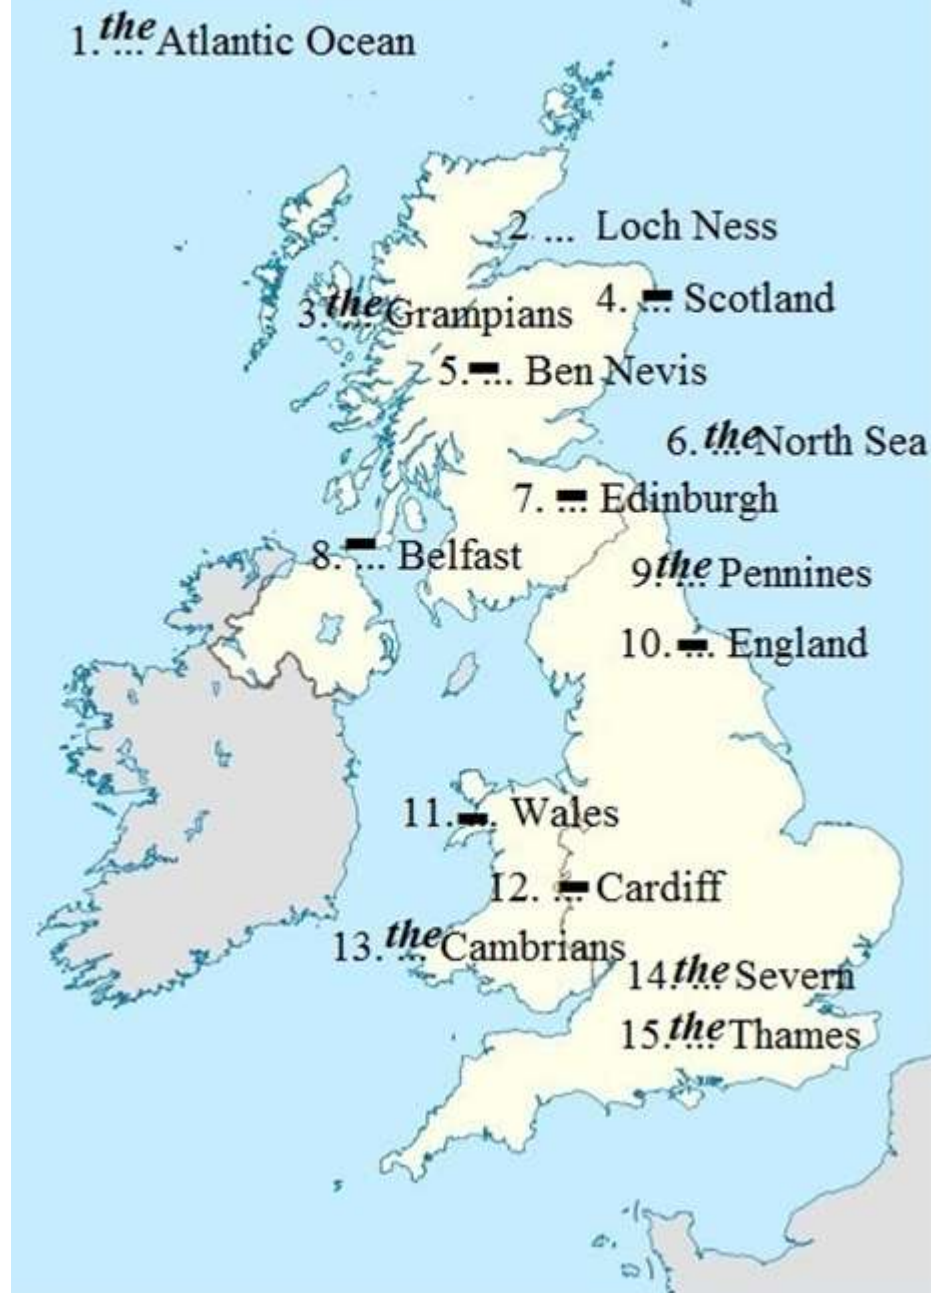 1. the ... Atlantic Ocean
2 ... Loch Ness
3. the ... Grampians
4. – ... Scotland
5. – ... Ben Nevis
6. the ... North Sea
7. – ... Edinburgh
8. – ... Belfast
9. the ... Pennines
10. – ... England
11. – ... Wales
12. – ... Cardiff
13. the ... Cambrians
14. the ... Severn
15. the ... Thames